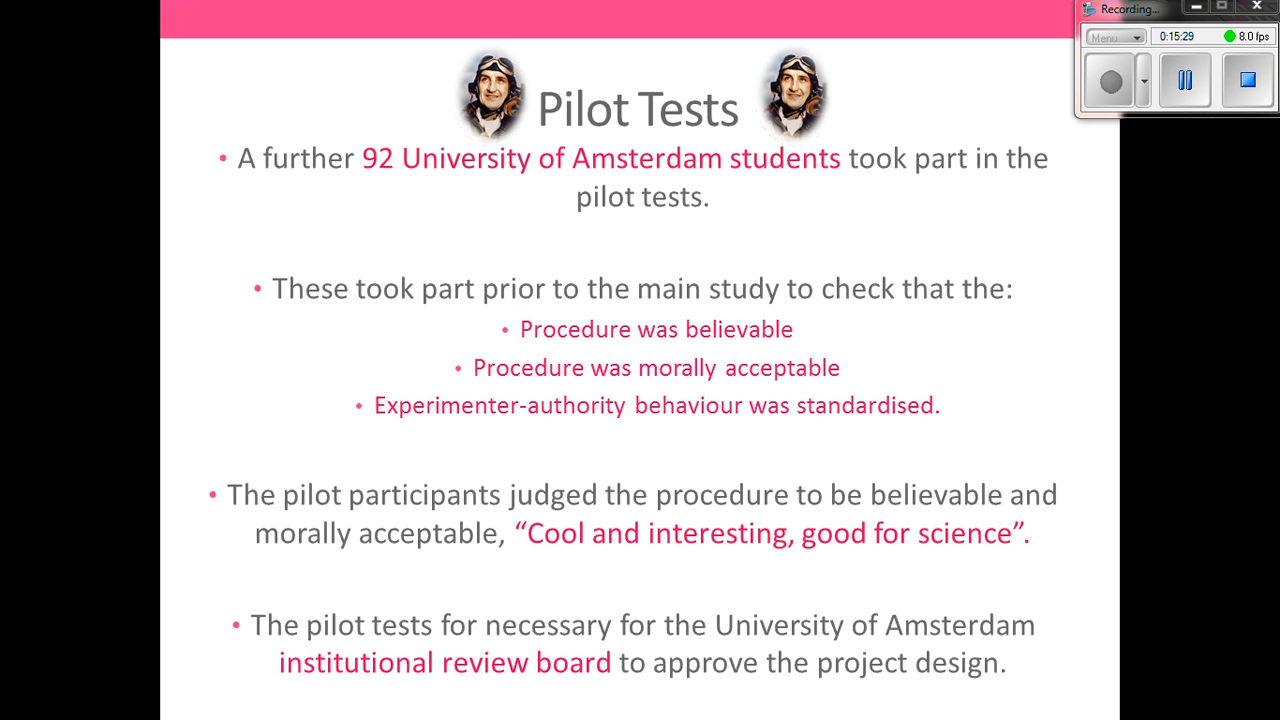 Recording...
Menu
0:15:29
8.0 fps
Pilot Tests
• A further 92 University of Amsterdam students took part in the
pilot tests.
• These took part prior to the main study to check that the:
• Procedure was believable
• Procedure was morally acceptable
• Experimenter-authority behaviour was standardised.
• The pilot participants judged the procedure to be believable and
morally acceptable, “Cool and interesting, good for science”.
• The pilot tests for necessary for the University of Amsterdam
institutional review board to approve the project design.